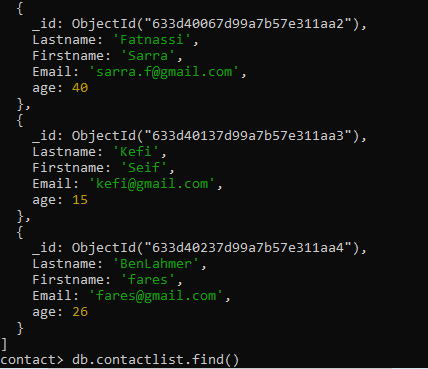 {
_id: ObjectId("633d40067d99a7b57e311aa2"),
Lastname: 'Fatnassi',
Firstname: 'Sarra',
Email: 'sarra.f@gmail.com',
age: 40
},
{
_id: ObjectId("633d40137d99a7b57e311aa3"),
Lastname: 'Kefi',
Firstname: 'Seif',
Email: 'kefi@gmail.com',
age: 15
},
{
_id: ObjectId("633d40237d99a7b57e311aa4"),
Lastname: 'BenLahmer',
Firstname: 'fares',
Email: 'fares@gmail.com',
age: 26
}
]
contact> db.contactlist.find()